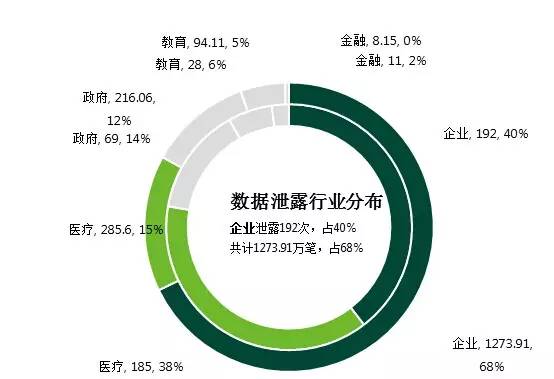 教育, 94.11, 5%
金融, 8.15, 0%
教育, 28, 6%
金融, 11, 2%
政府, 216.06,
12%
政府, 69, 14%
企业, 192, 40%
数据泄露行业分布
企业泄露192次，占40%
共计1273.91万笔，占68%
医疗, 285.6, 15%
企业, 1273.91,
68%
医疗, 185, 38%